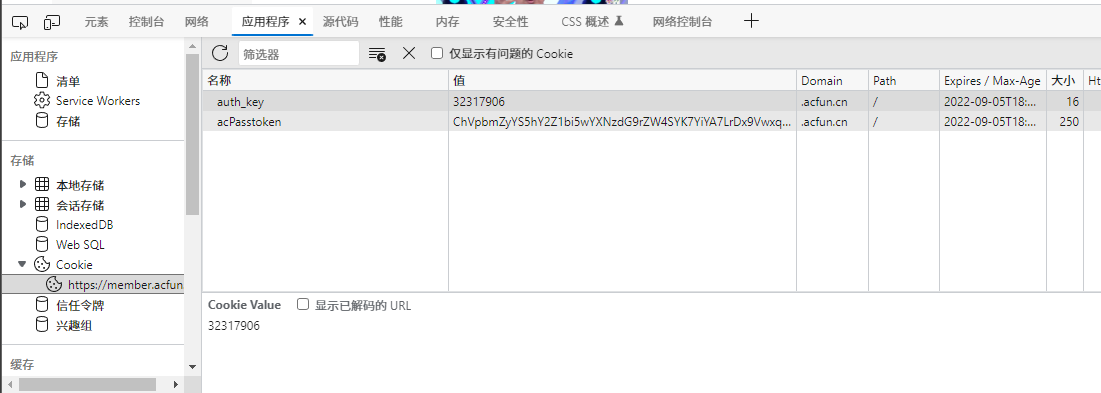 元素 控制台 网络 应用程序 源代码 性能 内存 安全性 CSS 概述 网络控制台
应用程序
清单
Service Workers
存储
存储
本地存储
会话存储
IndexedDB
Web SQL
Cookie
https://member.acfun
信任令牌
兴趣组
缓存
筛选器 仅显示有问题的 Cookie
名称 值 Domain Path Expires / Max-Age 大小 Ht
auth_key 32317906 .acfun.cn / 2022-09-05T18:... 16
acPasstoken ChVpbmZyYS5hY2Z1bi5wYXNzdG9rZW4SYK7YiYA7LrDx9Vwxq... .acfun.cn / 2022-09-05T18:... 250
Cookie Value 显示已解码的 URL
32317906